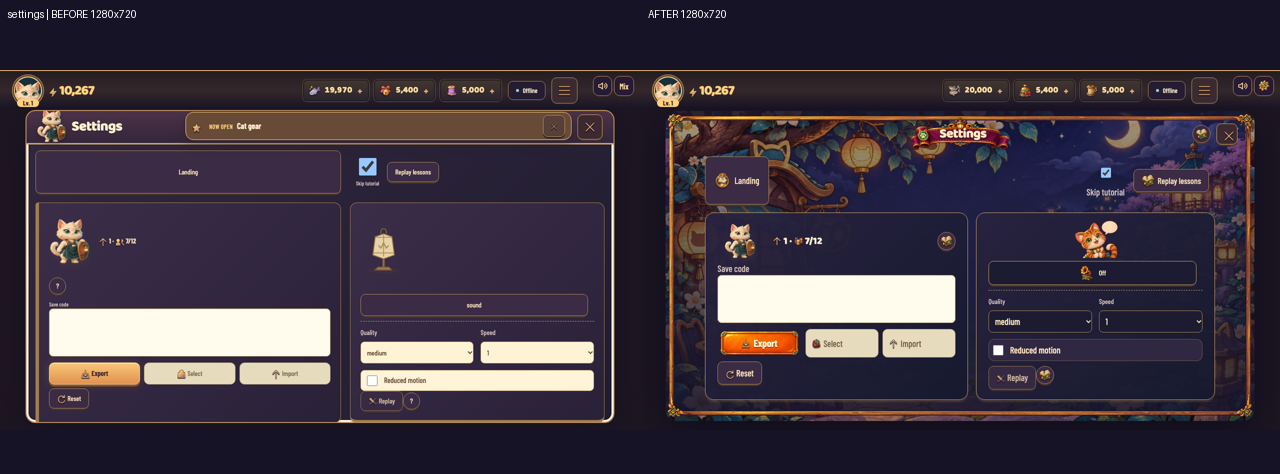 settings | BEFORE 1280x720
AFTER 1280x720
Lv. 1
10,267
19,970 +
5,400 +
5,000 +
Offline
Mix
Settings
NOW OPEN Cat gear
Landing
Skip tutorial
Replay lessons
1 · 7/12
?
Save code
Export
Select
Import
Reset
sound
Quality
Speed
medium
1
Reduced motion
Replay
?
Lv. 1
10,267
20,000 +
5,400 +
5,000 +
Offline
Settings
Landing
Skip tutorial
Replay lessons
1 · 7/12
Save code
Export
Select
Import
Reset
Off
Quality
Speed
medium
1
Reduced motion
Replay